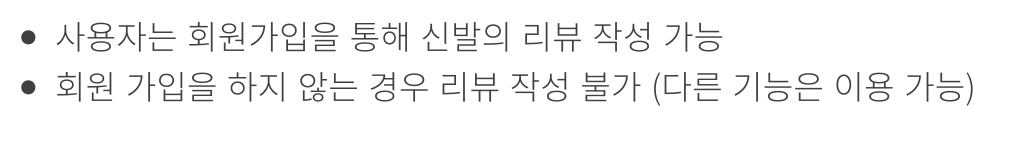 ● 사용자는 회원가입을 통해 신발의 리뷰 작성 가능
● 회원 가입을 하지 않는 경우 리뷰 작성 불가 (다른 기능은 이용 가능)